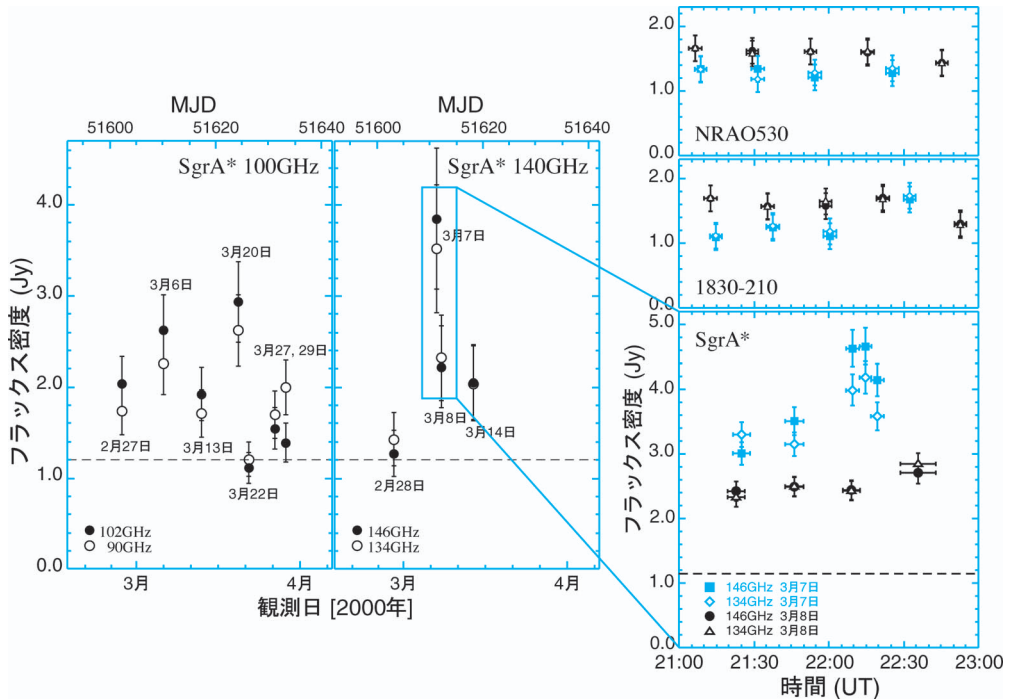 MJD
51600
51620
51640
SgrA* 100GHz
フラックス密度 (Jy)
4.0
3.0
2.0
1.0
0.0
3月6日
3月20日
3月27, 29日
2月27日
3月13日
3月22日
102GHz
90GHz
3月
4月
MJD
51600
51620
51640
SgrA* 140GHz
3月7日
3月8日
3月14日
2月28日
146GHz
134GHz
3月
4月
観測日 [2000年]
2.0
1.0
0.0
NRAO530
2.0
1.0
0.0
1830-210
フラックス密度 (Jy)
5.0
4.0
3.0
2.0
1.0
0.0
SgrA*
146GHz 3月7日
134GHz 3月7日
146GHz 3月8日
134GHz 3月8日
21:00
21:30
22:00
22:30
23:00
時間 (UT)